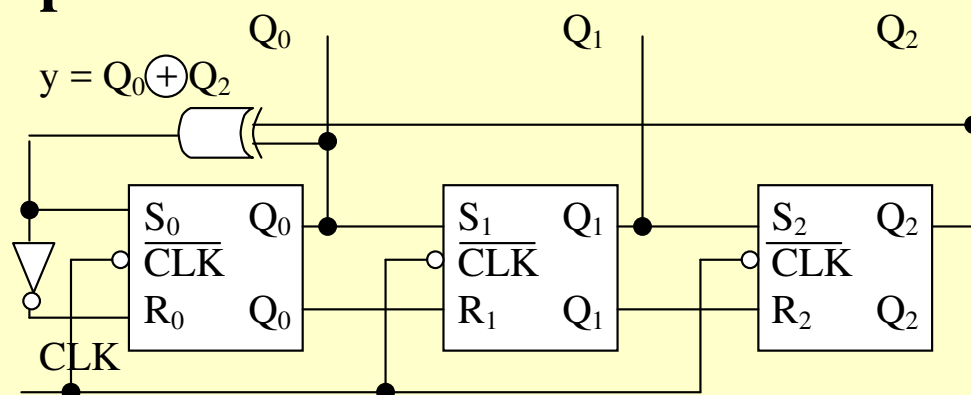 Q₀ Q₁ Q₂
y = Q₀⊕Q₂
S₀ Q₀ S₁ Q₁ S₂ Q₂
CLK CLK CLK
R₀ Q₀ R₁ Q₁ R₂ Q₂
CLK